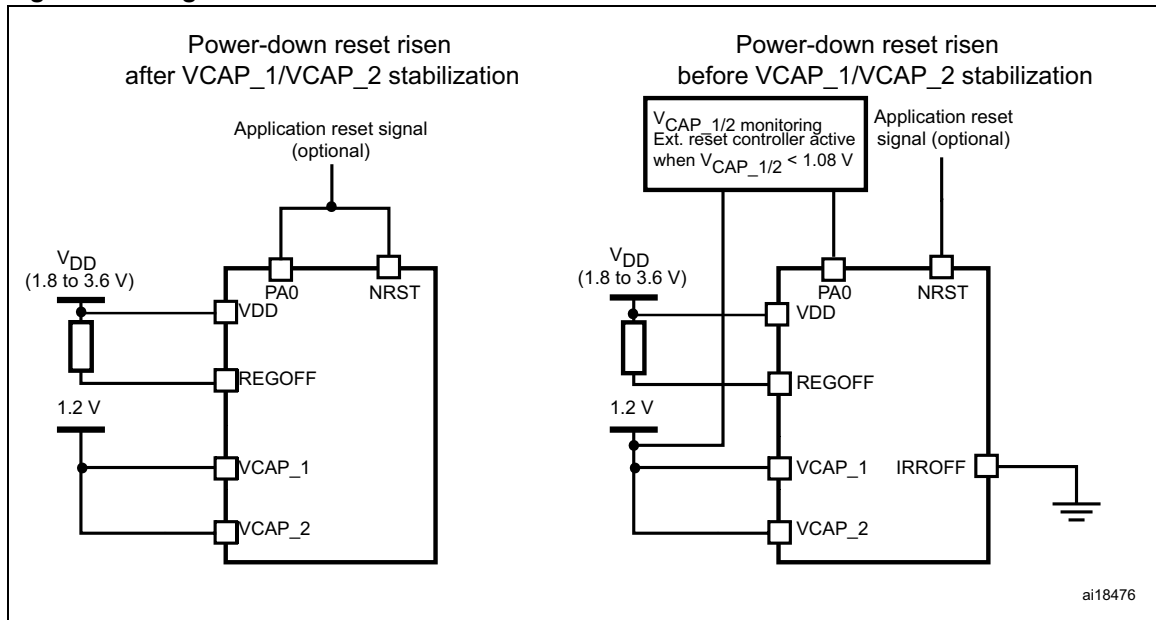 Power-down reset risen
after VCAP_1/VCAP_2 stabilization
Application reset signal
(optional)
VDD
(1.8 to 3.6 V)
PA0
NRST
VDD
REGOFF
1.2 V
VCAP_1
VCAP_2
Power-down reset risen
before VCAP_1/VCAP_2 stabilization
VCAP_1/2 monitoring
Ext. reset controller active
when VCAP_1/2 < 1.08 V
Application reset
signal (optional)
VDD
(1.8 to 3.6 V)
PA0
NRST
VDD
REGOFF
1.2 V
VCAP_1
IRROFF
VCAP_2
ai18476